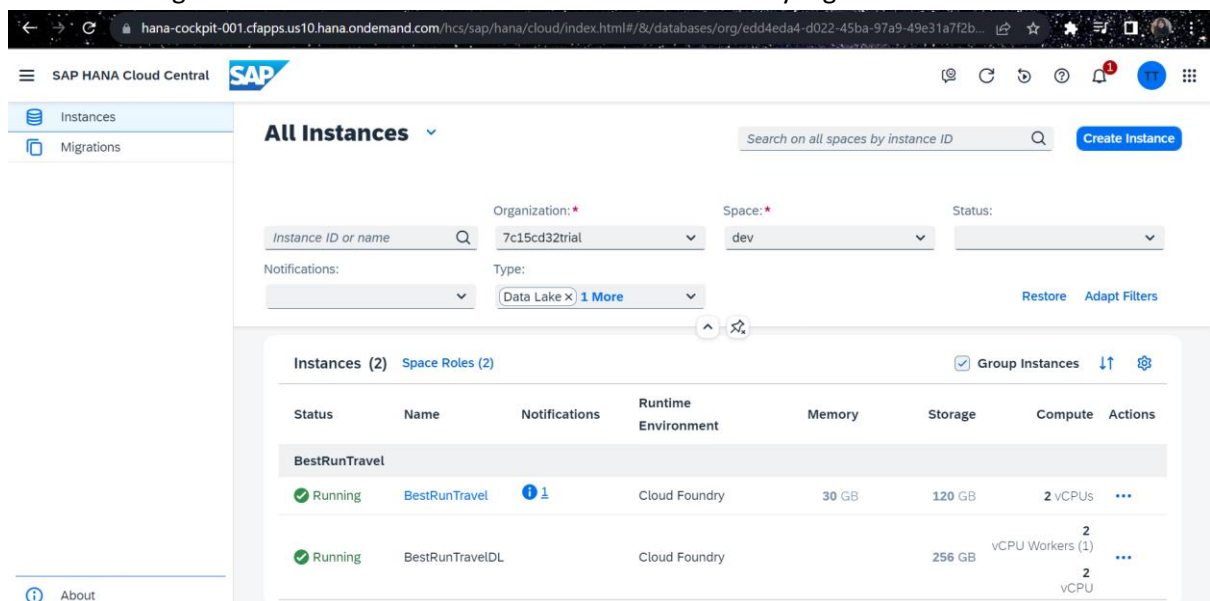 hana-cockpit-001.cfapps.us10.hana.ondemand.com/hcs/sap/hana/cloud/index.html#/&/databases/org/edd4eda4-d022-45ba-97a9-49e31a7f2b...
SAP HANA Cloud Central SAP 1 TT
Instances
Migrations
All Instances
Search on all spaces by instance ID
Create Instance
Organization:* Space:* Status:
Instance ID or name 7c15cd32trial dev
Notifications: Type:
Data Lake × 1 More Restore Adapt Filters
Instances (2) Space Roles (2) Group Instances
Status Name Notifications Runtime Environment Memory Storage Compute Actions
BestRunTravel
Running BestRunTravel 1 Cloud Foundry 30 GB 120 GB 2 vCPUs
Running BestRunTravelDL Cloud Foundry 256 GB 2 vCPU Workers (1) 2 vCPU
About